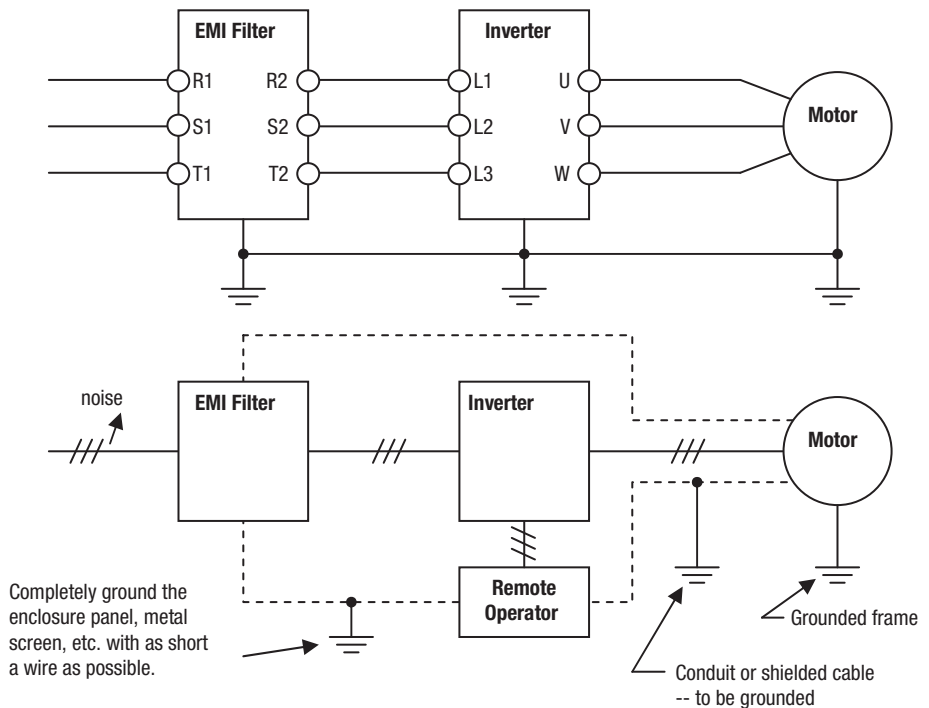 EMI Filter
Inverter
R1 R2 L1 U
Motor
S1 S2 L2 V
T1 T2 L3 W
noise
EMI Filter
Inverter
Motor
Remote
Operator
Completely ground the
enclosure panel, metal
screen, etc. with as short
a wire as possible.
Grounded frame
Conduit or shielded cable
-- to be grounded